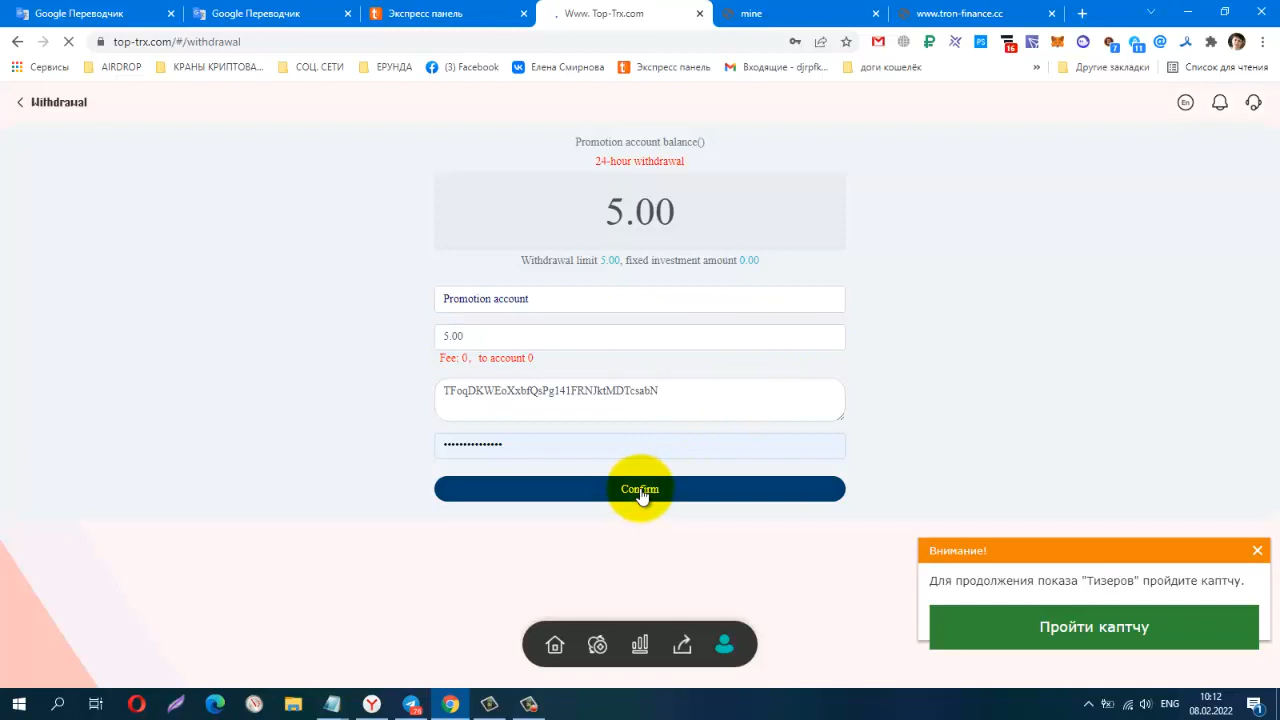 Google Переводчик
Google Переводчик
Экспресс панель
Www. Top-Trx.com
mine
www.tron-finance.cc
top-trx.com/#/withdrawal
16
7
11
Сервисы
AIRDROP
КРАНЫ КРИПТОВА...
СОЦ. СЕТИ
ЕРУНДА
(3) Facebook
Елена Смирнова
Экспресс панель
Входящие - djrpfk...
доги кошелёк
»
Другие закладки
Список для чтения
Withdrawal
En
Promotion account balance()
24-hour withdrawal
5.00
Withdrawal limit 5.00, fixed investment amount 0.00
Promotion account
5.00
Fee: 0， to account 0
TFoqDKWEoXxbfQsPg141FRNJktMDTcsabN
•••••••••••••••
Confirm
Внимание!
Для продолжения показа "Тизеров" пройдите каптчу.
Пройти каптчу
ENG
10:12
08.02.2022